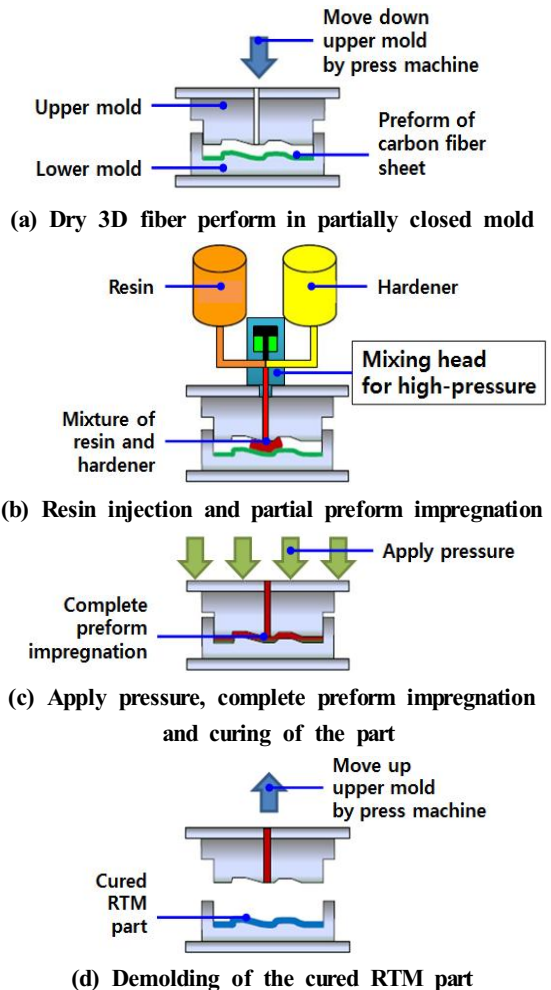 Move down
upper mold
by press machine
Upper mold
Preform of
carbon fiber
sheet
Lower mold
(a) Dry 3D fiber perform in partially closed mold
Resin
Hardener
Mixing head
for high-pressure
Mixture of
resin and
hardener
(b) Resin injection and partial preform impregnation
Apply pressure
Complete
preform
impregnation
(c) Apply pressure, complete preform impregnation
and curing of the part
Move up
upper mold
by press machine
Cured
RTM
part
(d) Demolding of the cured RTM part